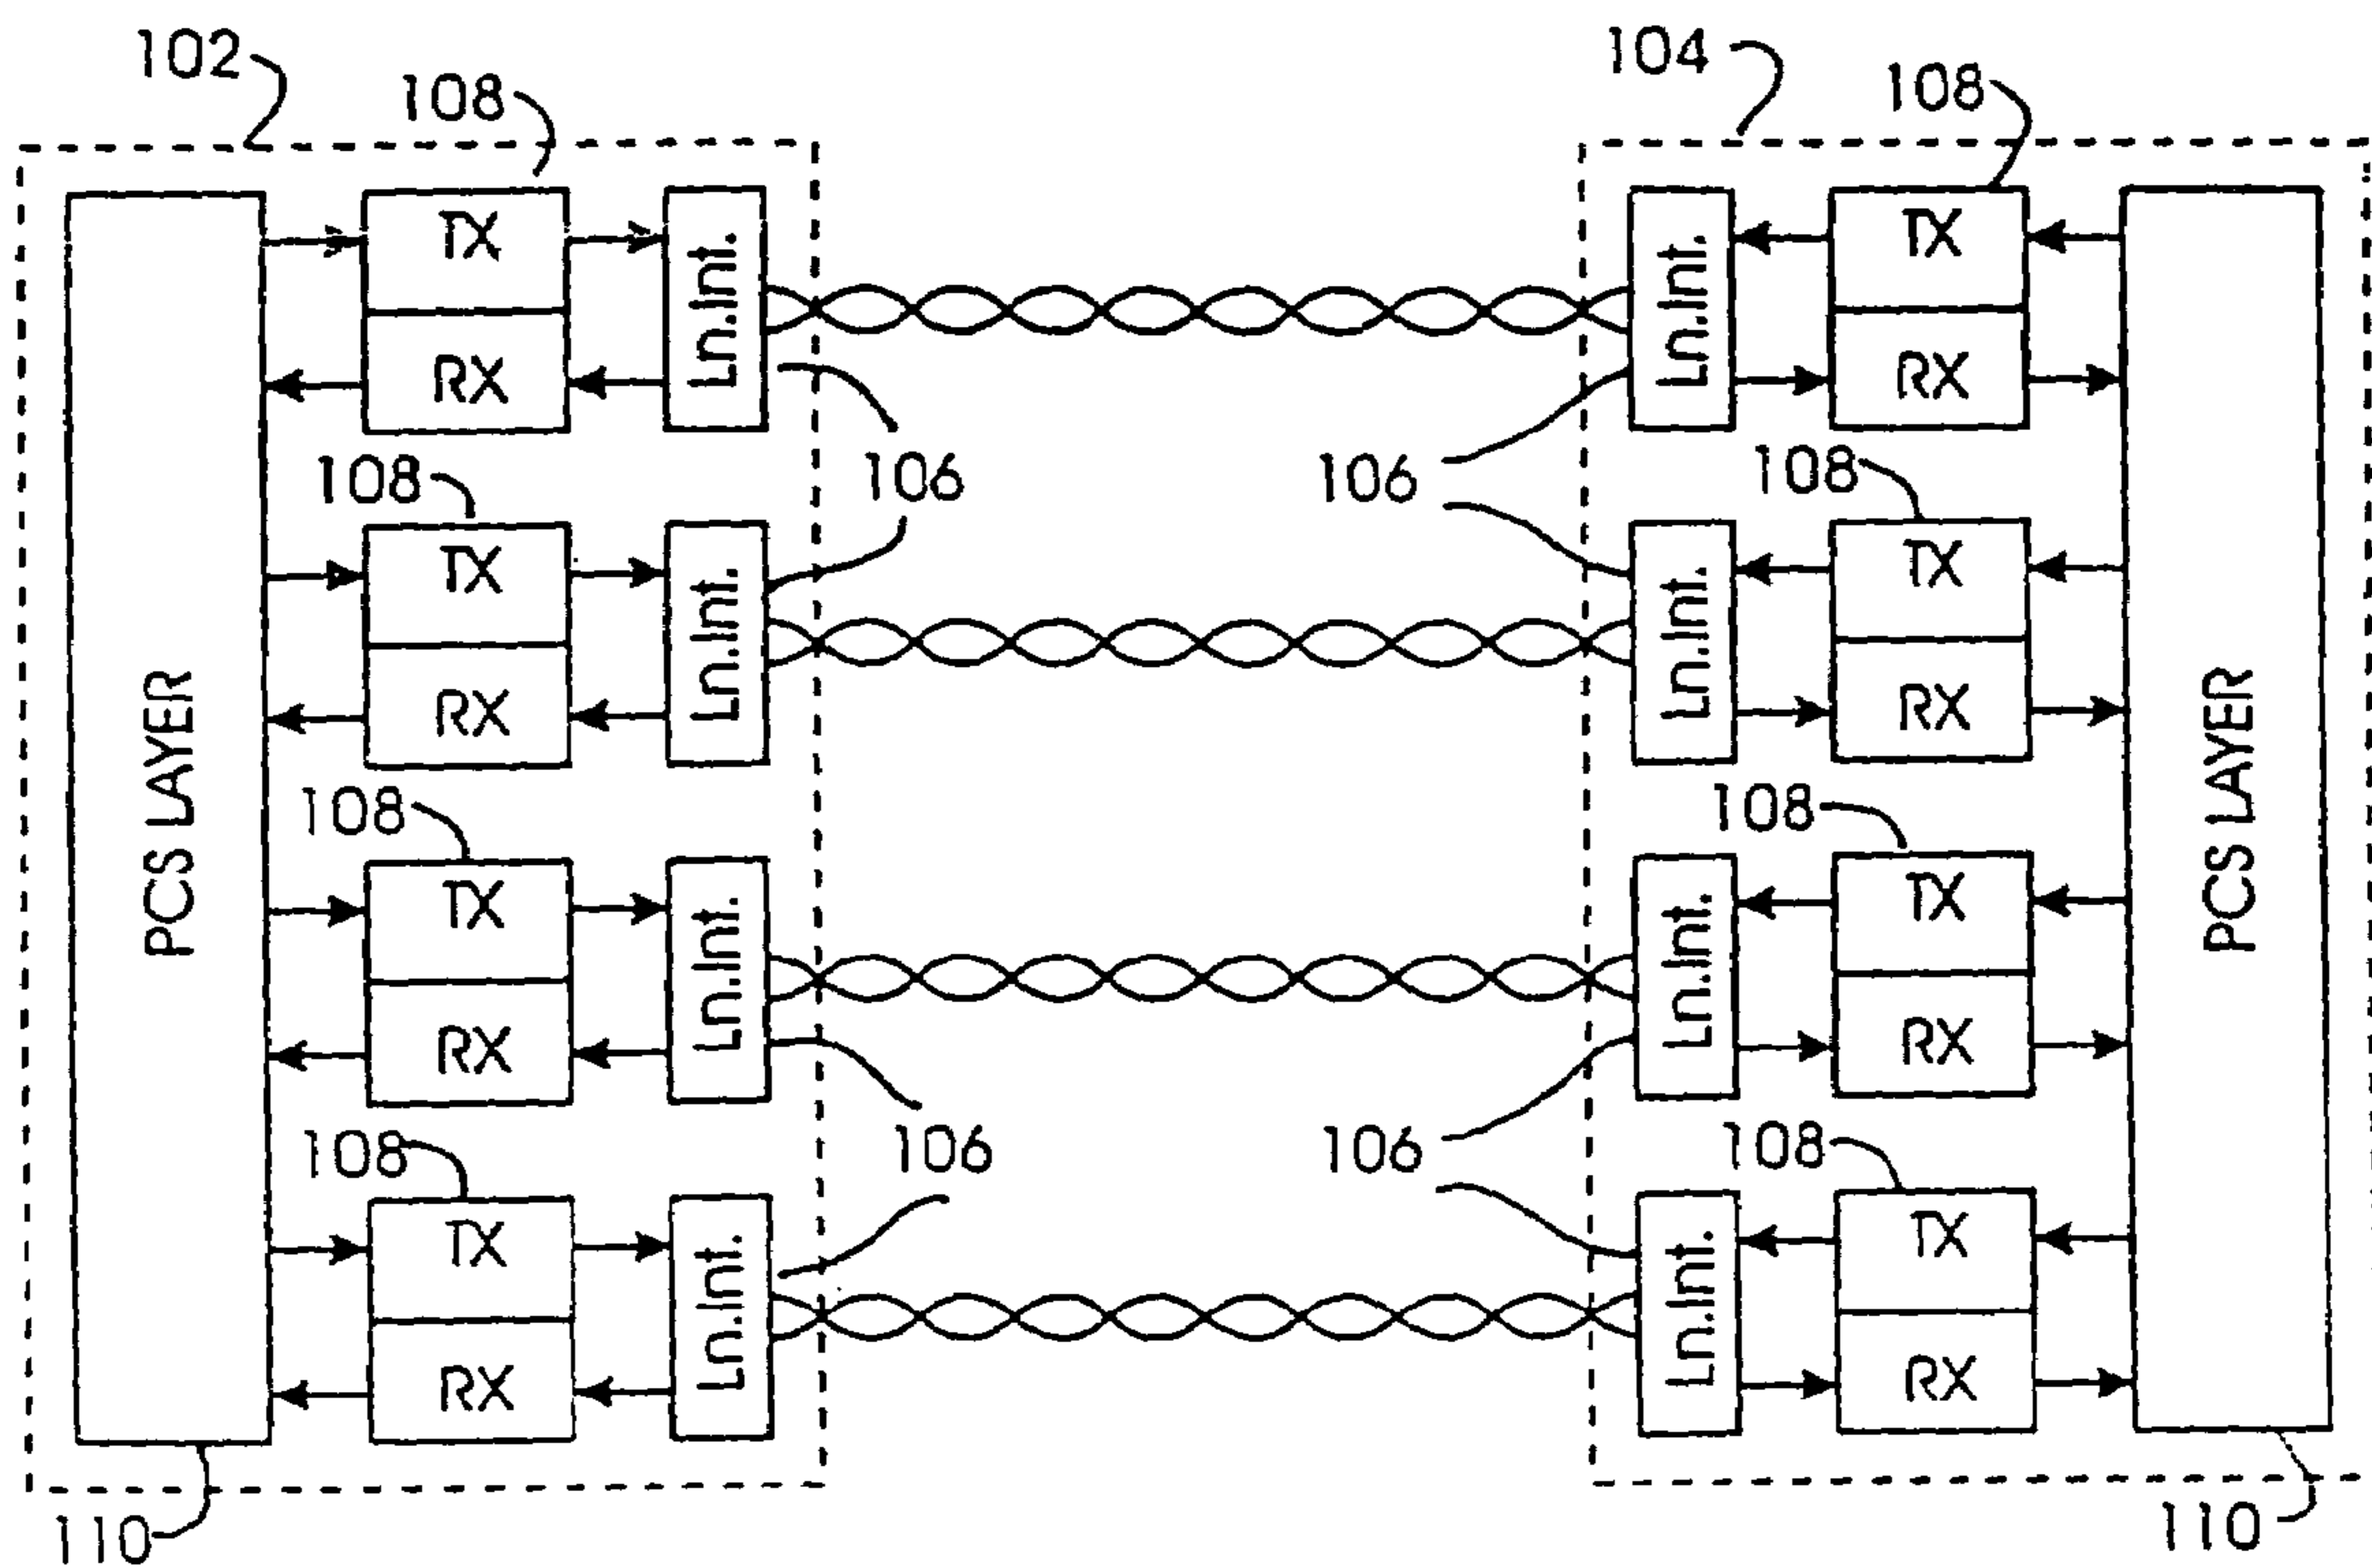 102
108
104
108
TX
RX
Ln.Int.
Ln.Int.
TX
RX
106
106
108
108
TX
RX
Ln.Int.
Ln.Int.
TX
RX
PCS LAYER
PCS LAYER
108
108
TX
RX
Ln.Int.
Ln.Int.
TX
RX
106
106
108
108
TX
RX
Ln.Int.
Ln.Int.
TX
RX
110
110